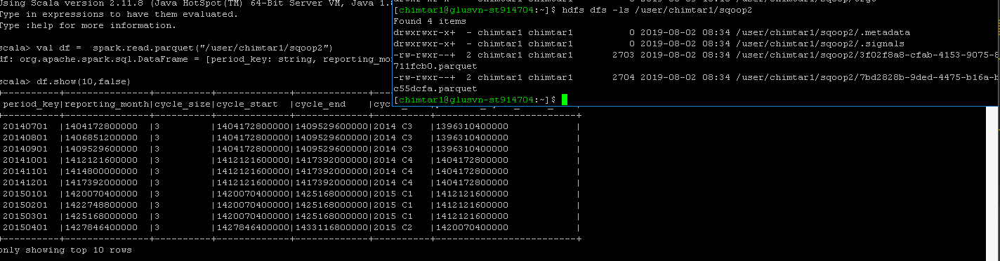 Using Scala version 2.11.8 (Java HotSpot(TM) 64-Bit Server VM, Java 1.8
Type in expressions to have them evaluated.
Type :help for more information.
scala> val df =  spark.read.parquet("/user/chimtar1/sqoop2")
df: org.apache.spark.sql.DataFrame = [period_key: string, reporting_mo
scala> df.show(10,false)
+----------+---------------+----------+-------------+-------------+
period_key|reporting_month|cycle_size|cycle_start  |cycle_end    |cyc
20140701  |1404172800000  |3         |1404172800000|1409529600000|2014 C3   |1396310400000            |
20140801  |1406851200000  |3         |1404172800000|1409529600000|2014 C3   |1396310400000            |
20140901  |1409529600000  |3         |1404172800000|1409529600000|2014 C3   |1396310400000            |
20141001  |1412121600000  |3         |1412121600000|1417392000000|2014 C4   |1404172800000            |
20141101  |1414800000000  |3         |1412121600000|1417392000000|2014 C4   |1404172800000            |
20141201  |1417392000000  |3         |1412121600000|1417392000000|2014 C4   |1404172800000            |
20150101  |1420070400000  |3         |1420070400000|1425168000000|2015 C1   |1412121600000            |
20150201  |1422748800000  |3         |1420070400000|1425168000000|2015 C1   |1412121600000            |
20150301  |1425168000000  |3         |1420070400000|1425168000000|2015 C1   |1412121600000            |
20150401  |1427846400000  |3         |1427846400000|1433116800000|2015 C2   |1420070400000            |
only showing top 10 rows
[chimtar1@glusvn-st914704:~]$ hdfs dfs -ls /user/chimtar1/sqoop2
Found 4 items
drwxrwxr-x+  - chimtar1 chimtar1          0 2019-08-02 08:34 /user/chimtar1/sqoop2/.metadata
drwxrwxr-x+  - chimtar1 chimtar1          0 2019-08-02 08:34 /user/chimtar1/sqoop2/.signals
-rw-rwxr--+  2 chimtar1 chimtar1       2703 2019-08-02 08:34 /user/chimtar1/sqoop2/3f02f8a8-cfab-4153-9075-8
711fcb0.parquet
-rw-rwxr--+  2 chimtar1 chimtar1       2704 2019-08-02 08:34 /user/chimtar1/sqoop2/7bd2828b-9ded-4475-b16a-b
c55dcfa.parquet
[chimtar1@glusvn-st914704:~]$